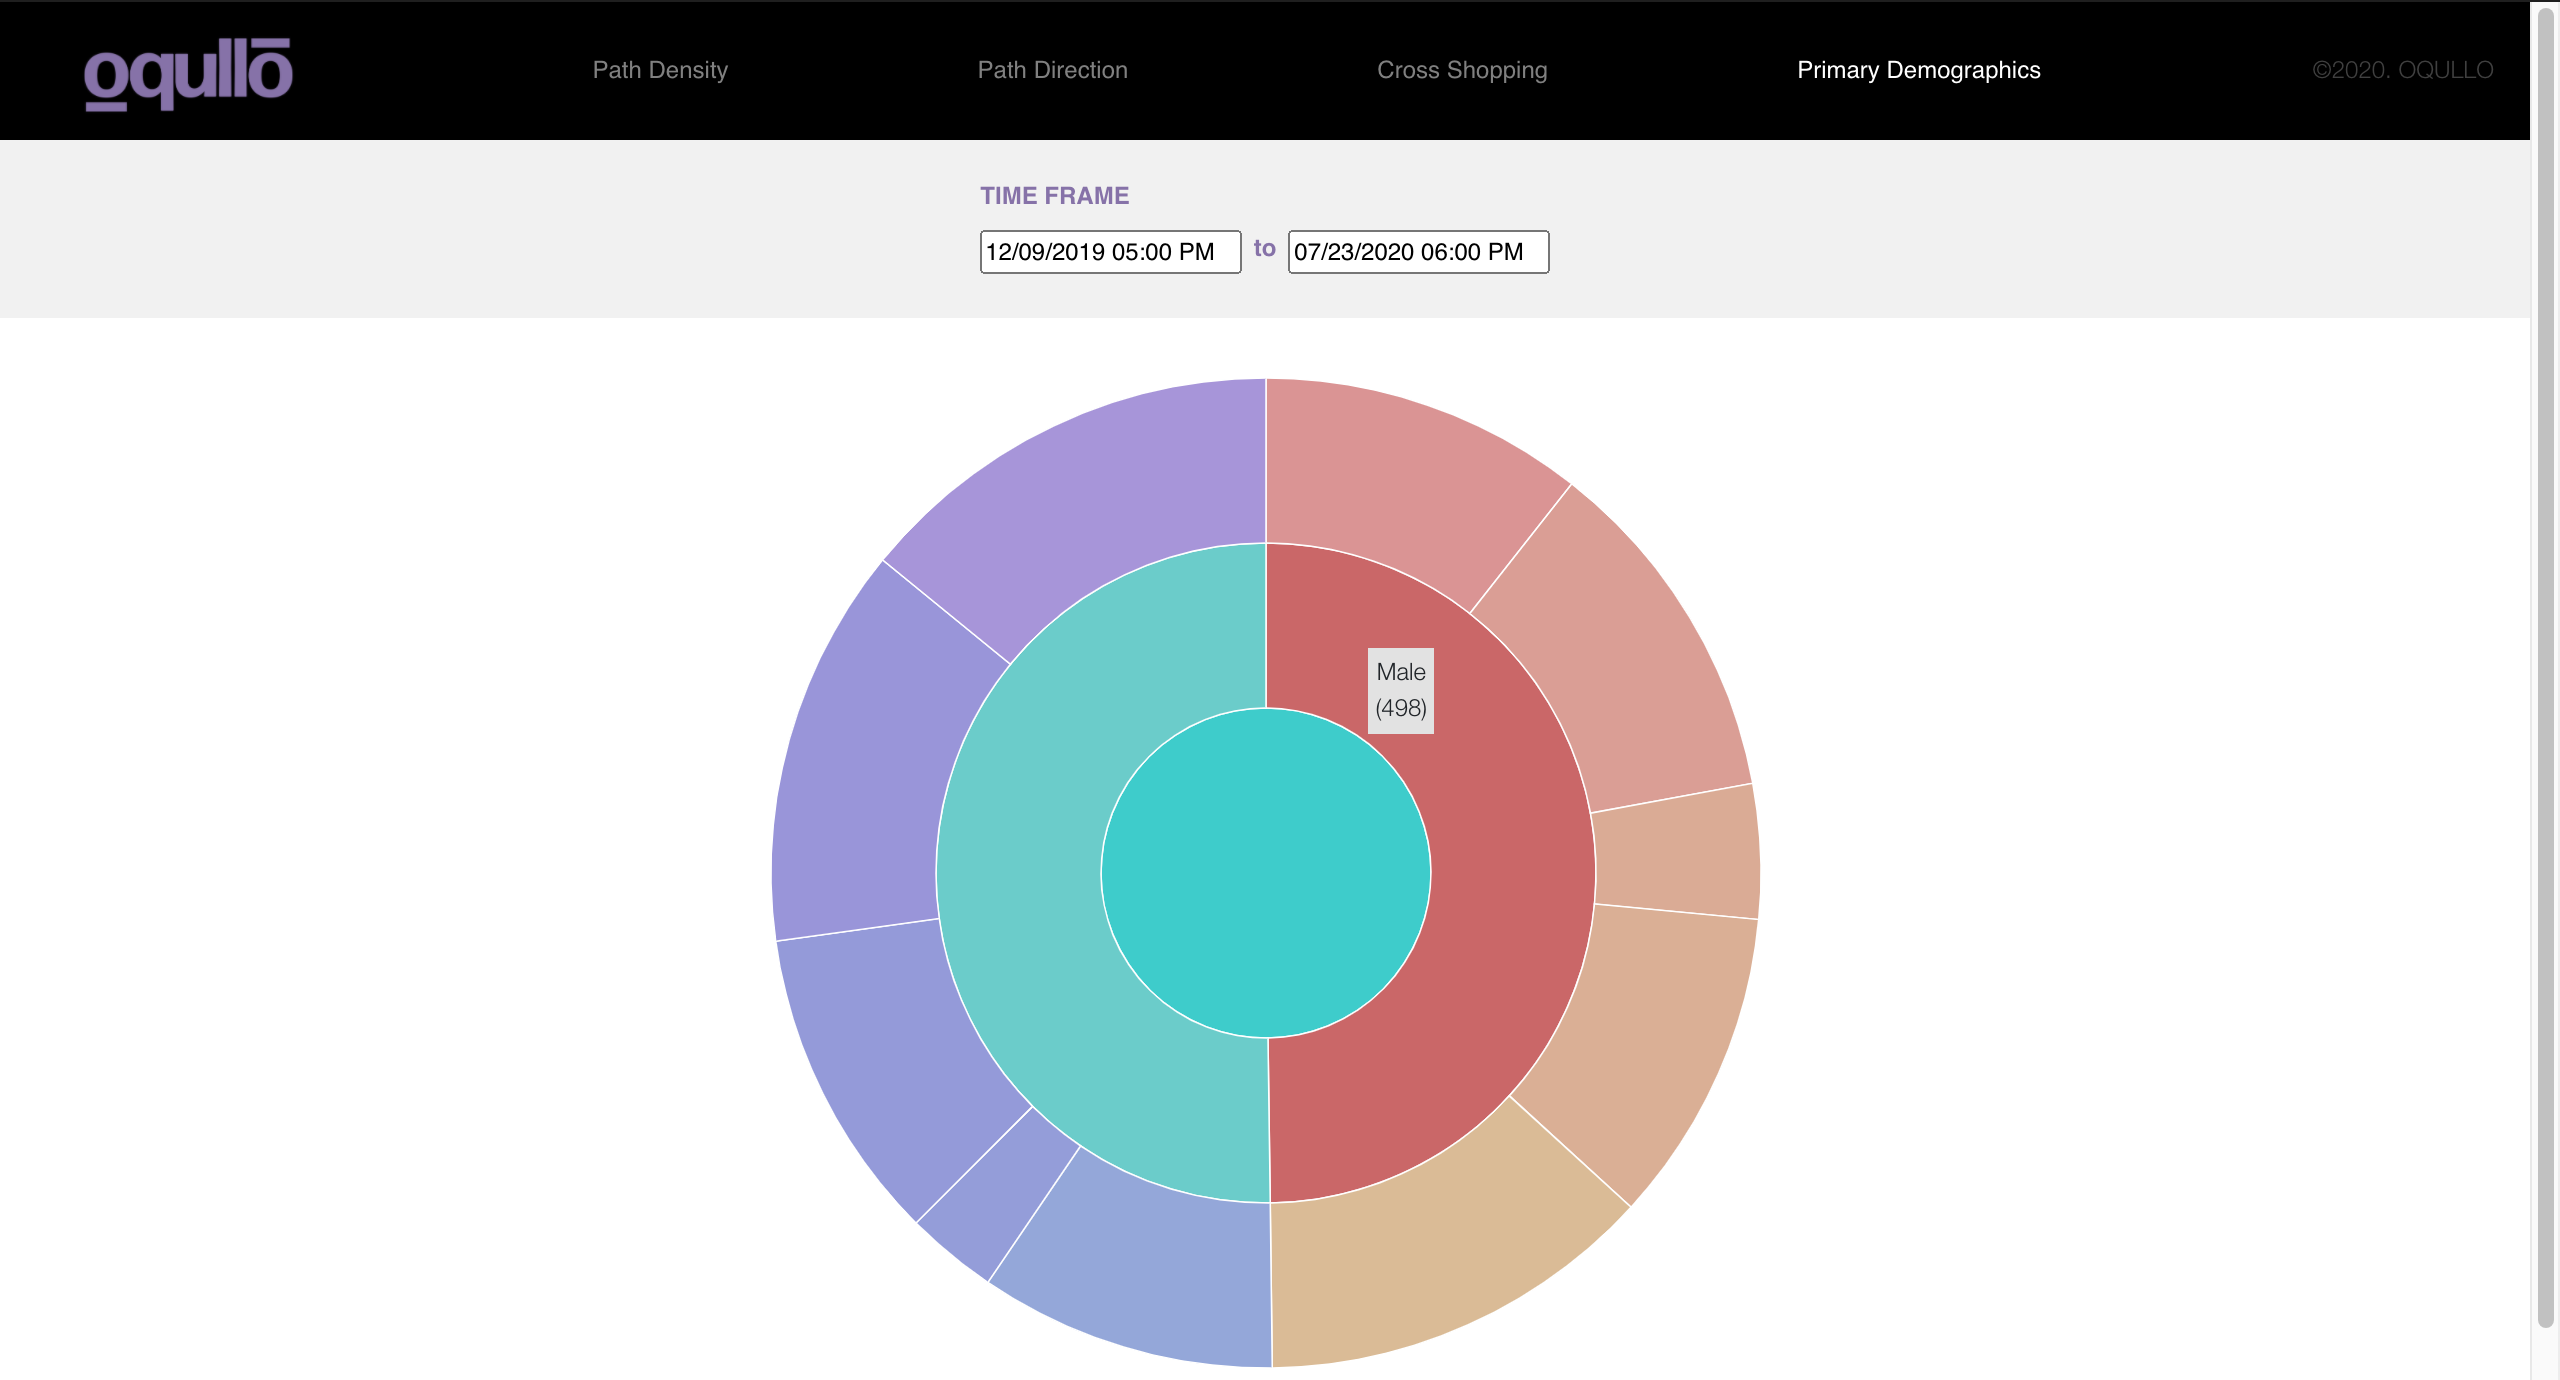 oqullo
Path Density
Path Direction
Cross Shopping
Primary Demographics
©2020. OQULLO
TIME FRAME
12/09/2019 05:00 PM to 07/23/2020 06:00 PM
Male
(498)